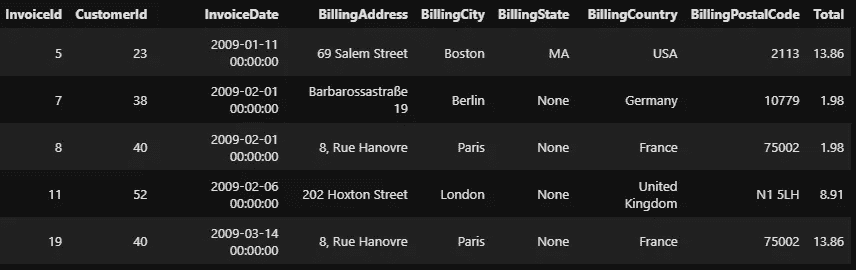 InvoiceId CustomerId InvoiceDate BillingAddress BillingCity BillingState BillingCountry BillingPostalCode Total
5 23 2009-01-11 00:00:00 69 Salem Street Boston MA USA 2113 13.86
7 38 2009-02-01 00:00:00 Barbarossastraße 19 Berlin None Germany 10779 1.98
8 40 2009-02-01 00:00:00 8, Rue Hanovre Paris None France 75002 1.98
11 52 2009-02-06 00:00:00 202 Hoxton Street London None United Kingdom N1 5LH 8.91
19 40 2009-03-14 00:00:00 8, Rue Hanovre Paris None France 75002 13.86